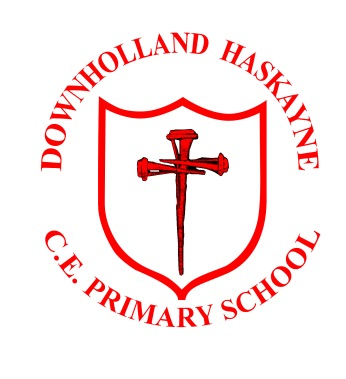 DOWNHOLLAND HASKAYNE
C.E. PRIMARY SCHOOL